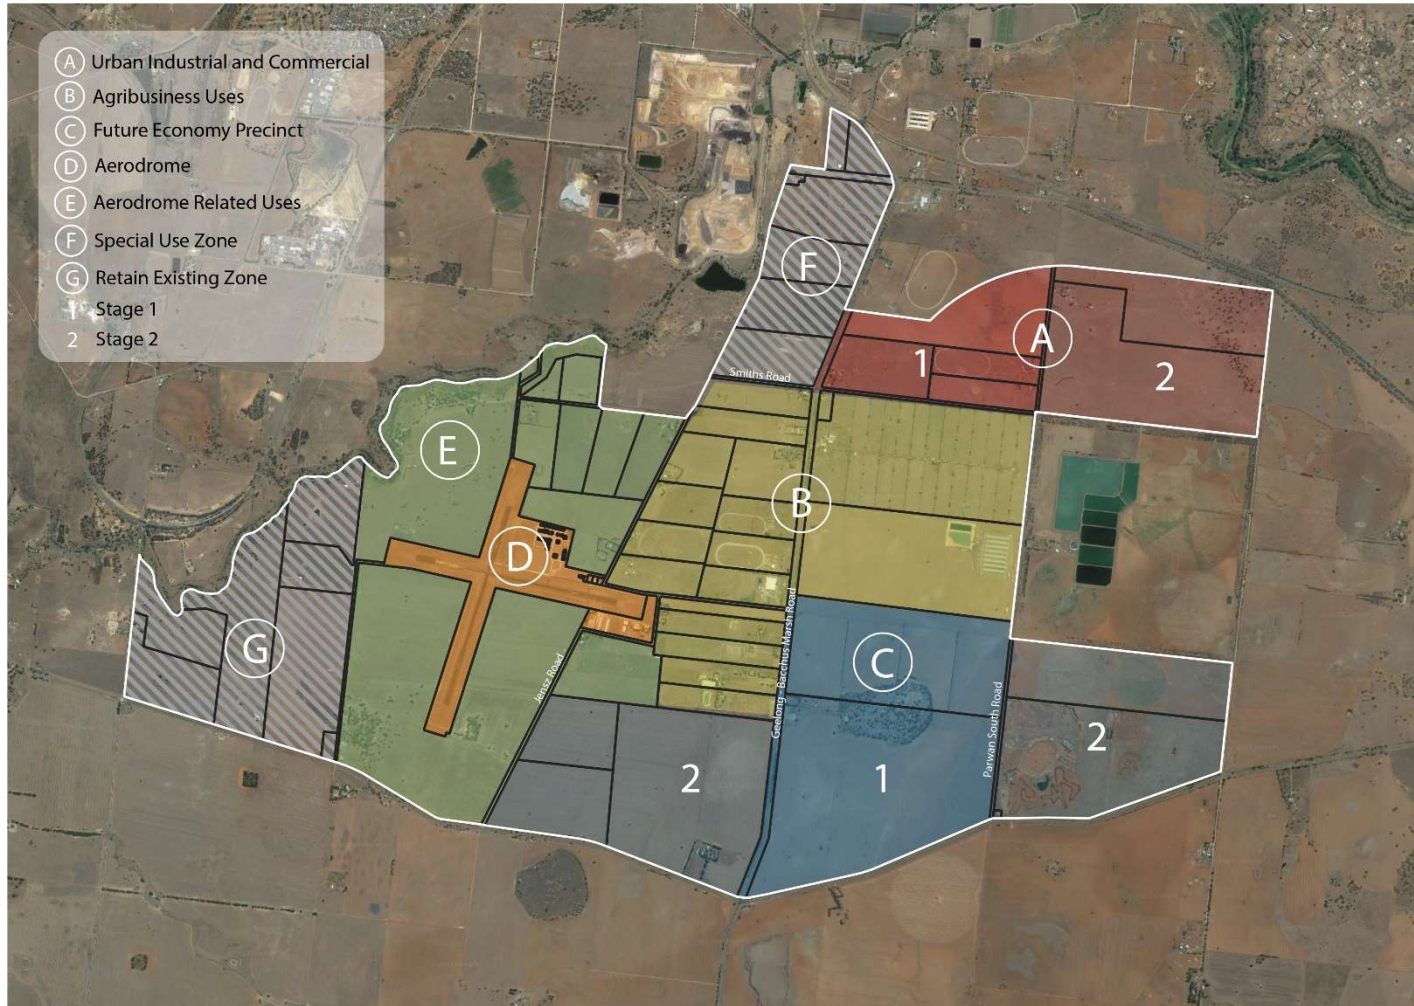 A Urban Industrial and Commercial
B Agribusiness Uses
C Future Economy Precinct
D Aerodrome
E Aerodrome Related Uses
F Special Use Zone
G Retain Existing Zone
1 Stage 1
2 Stage 2
F
A
1
2
Smiths Road
E
B
D
G
C
Jensz Road
Geelong - Bacchus Marsh Road
Parwan South Road
2
1
2